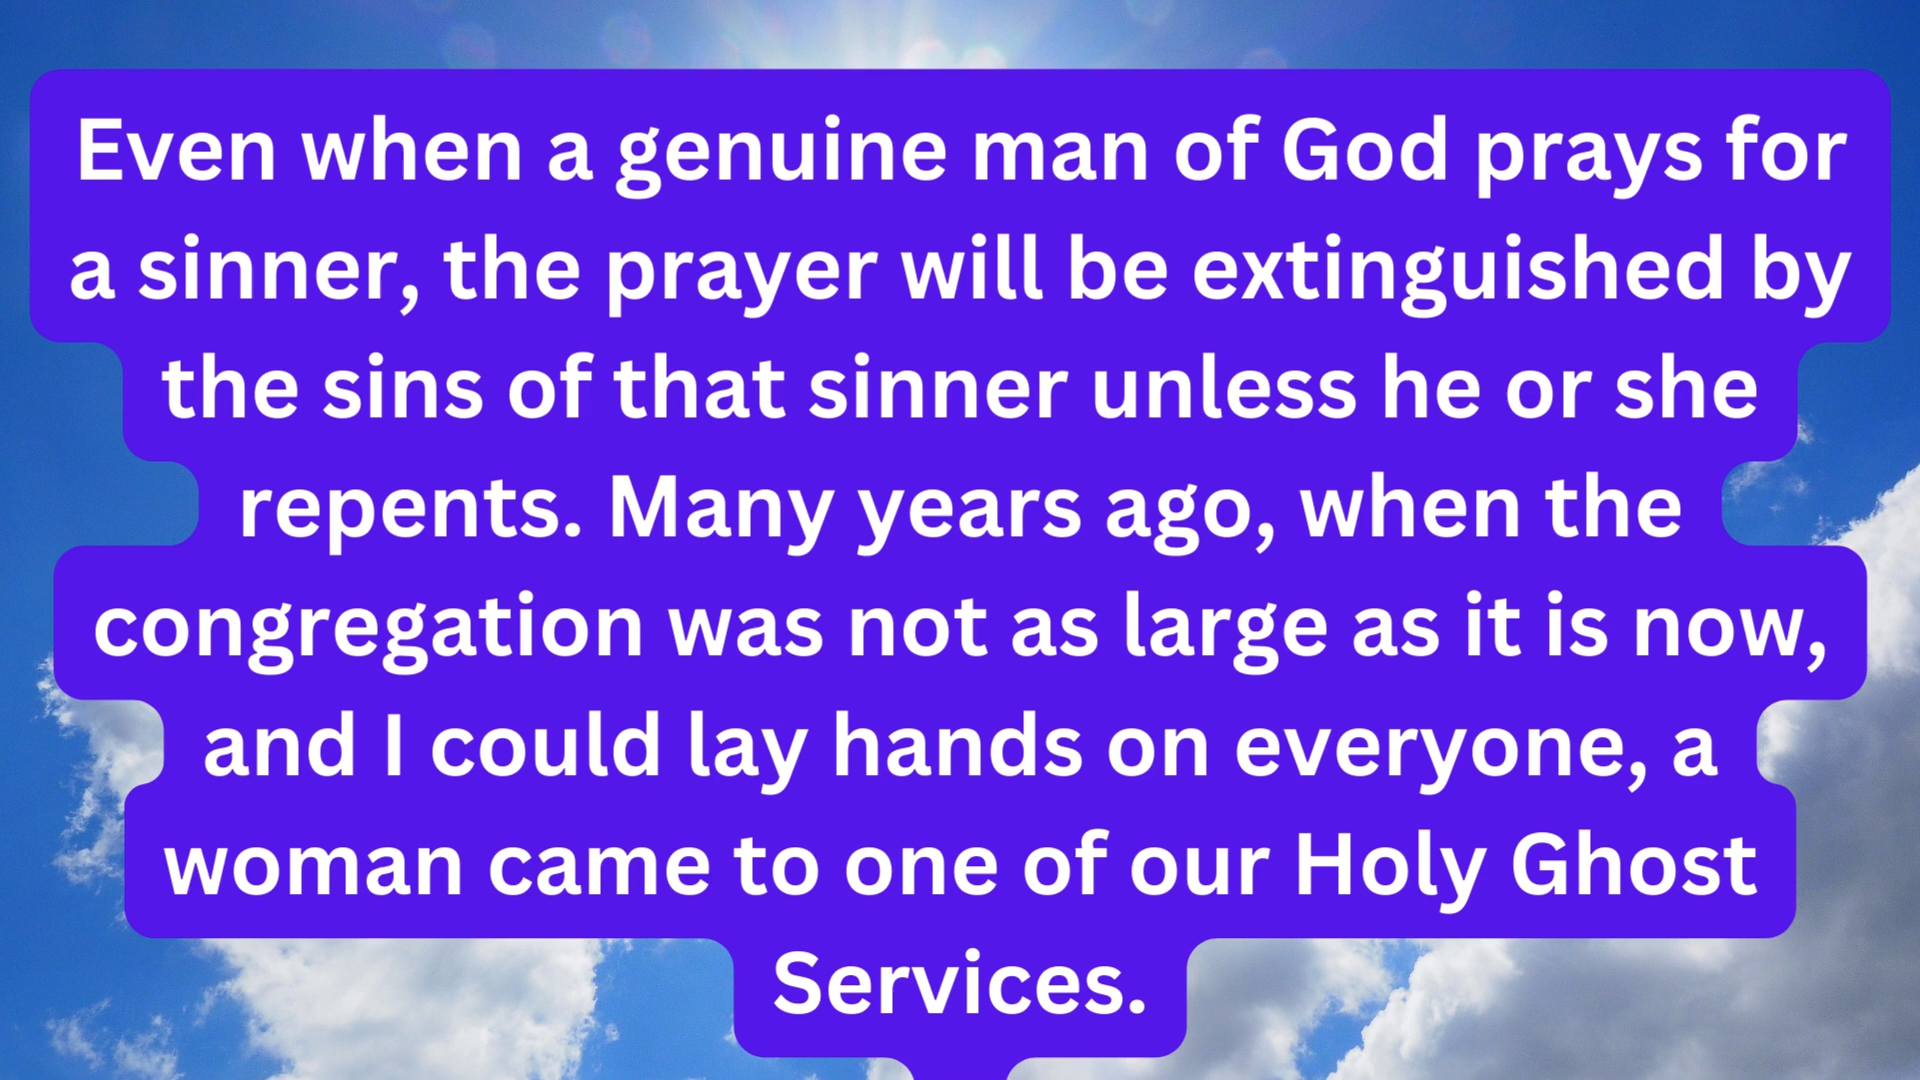 Even when a genuine man of God prays for
a sinner, the prayer will be extinguished by
the sins of that sinner unless he or she
repents. Many years ago, when the
congregation was not as large as it is now,
and I could lay hands on everyone, a
woman came to one of our Holy Ghost
Services.